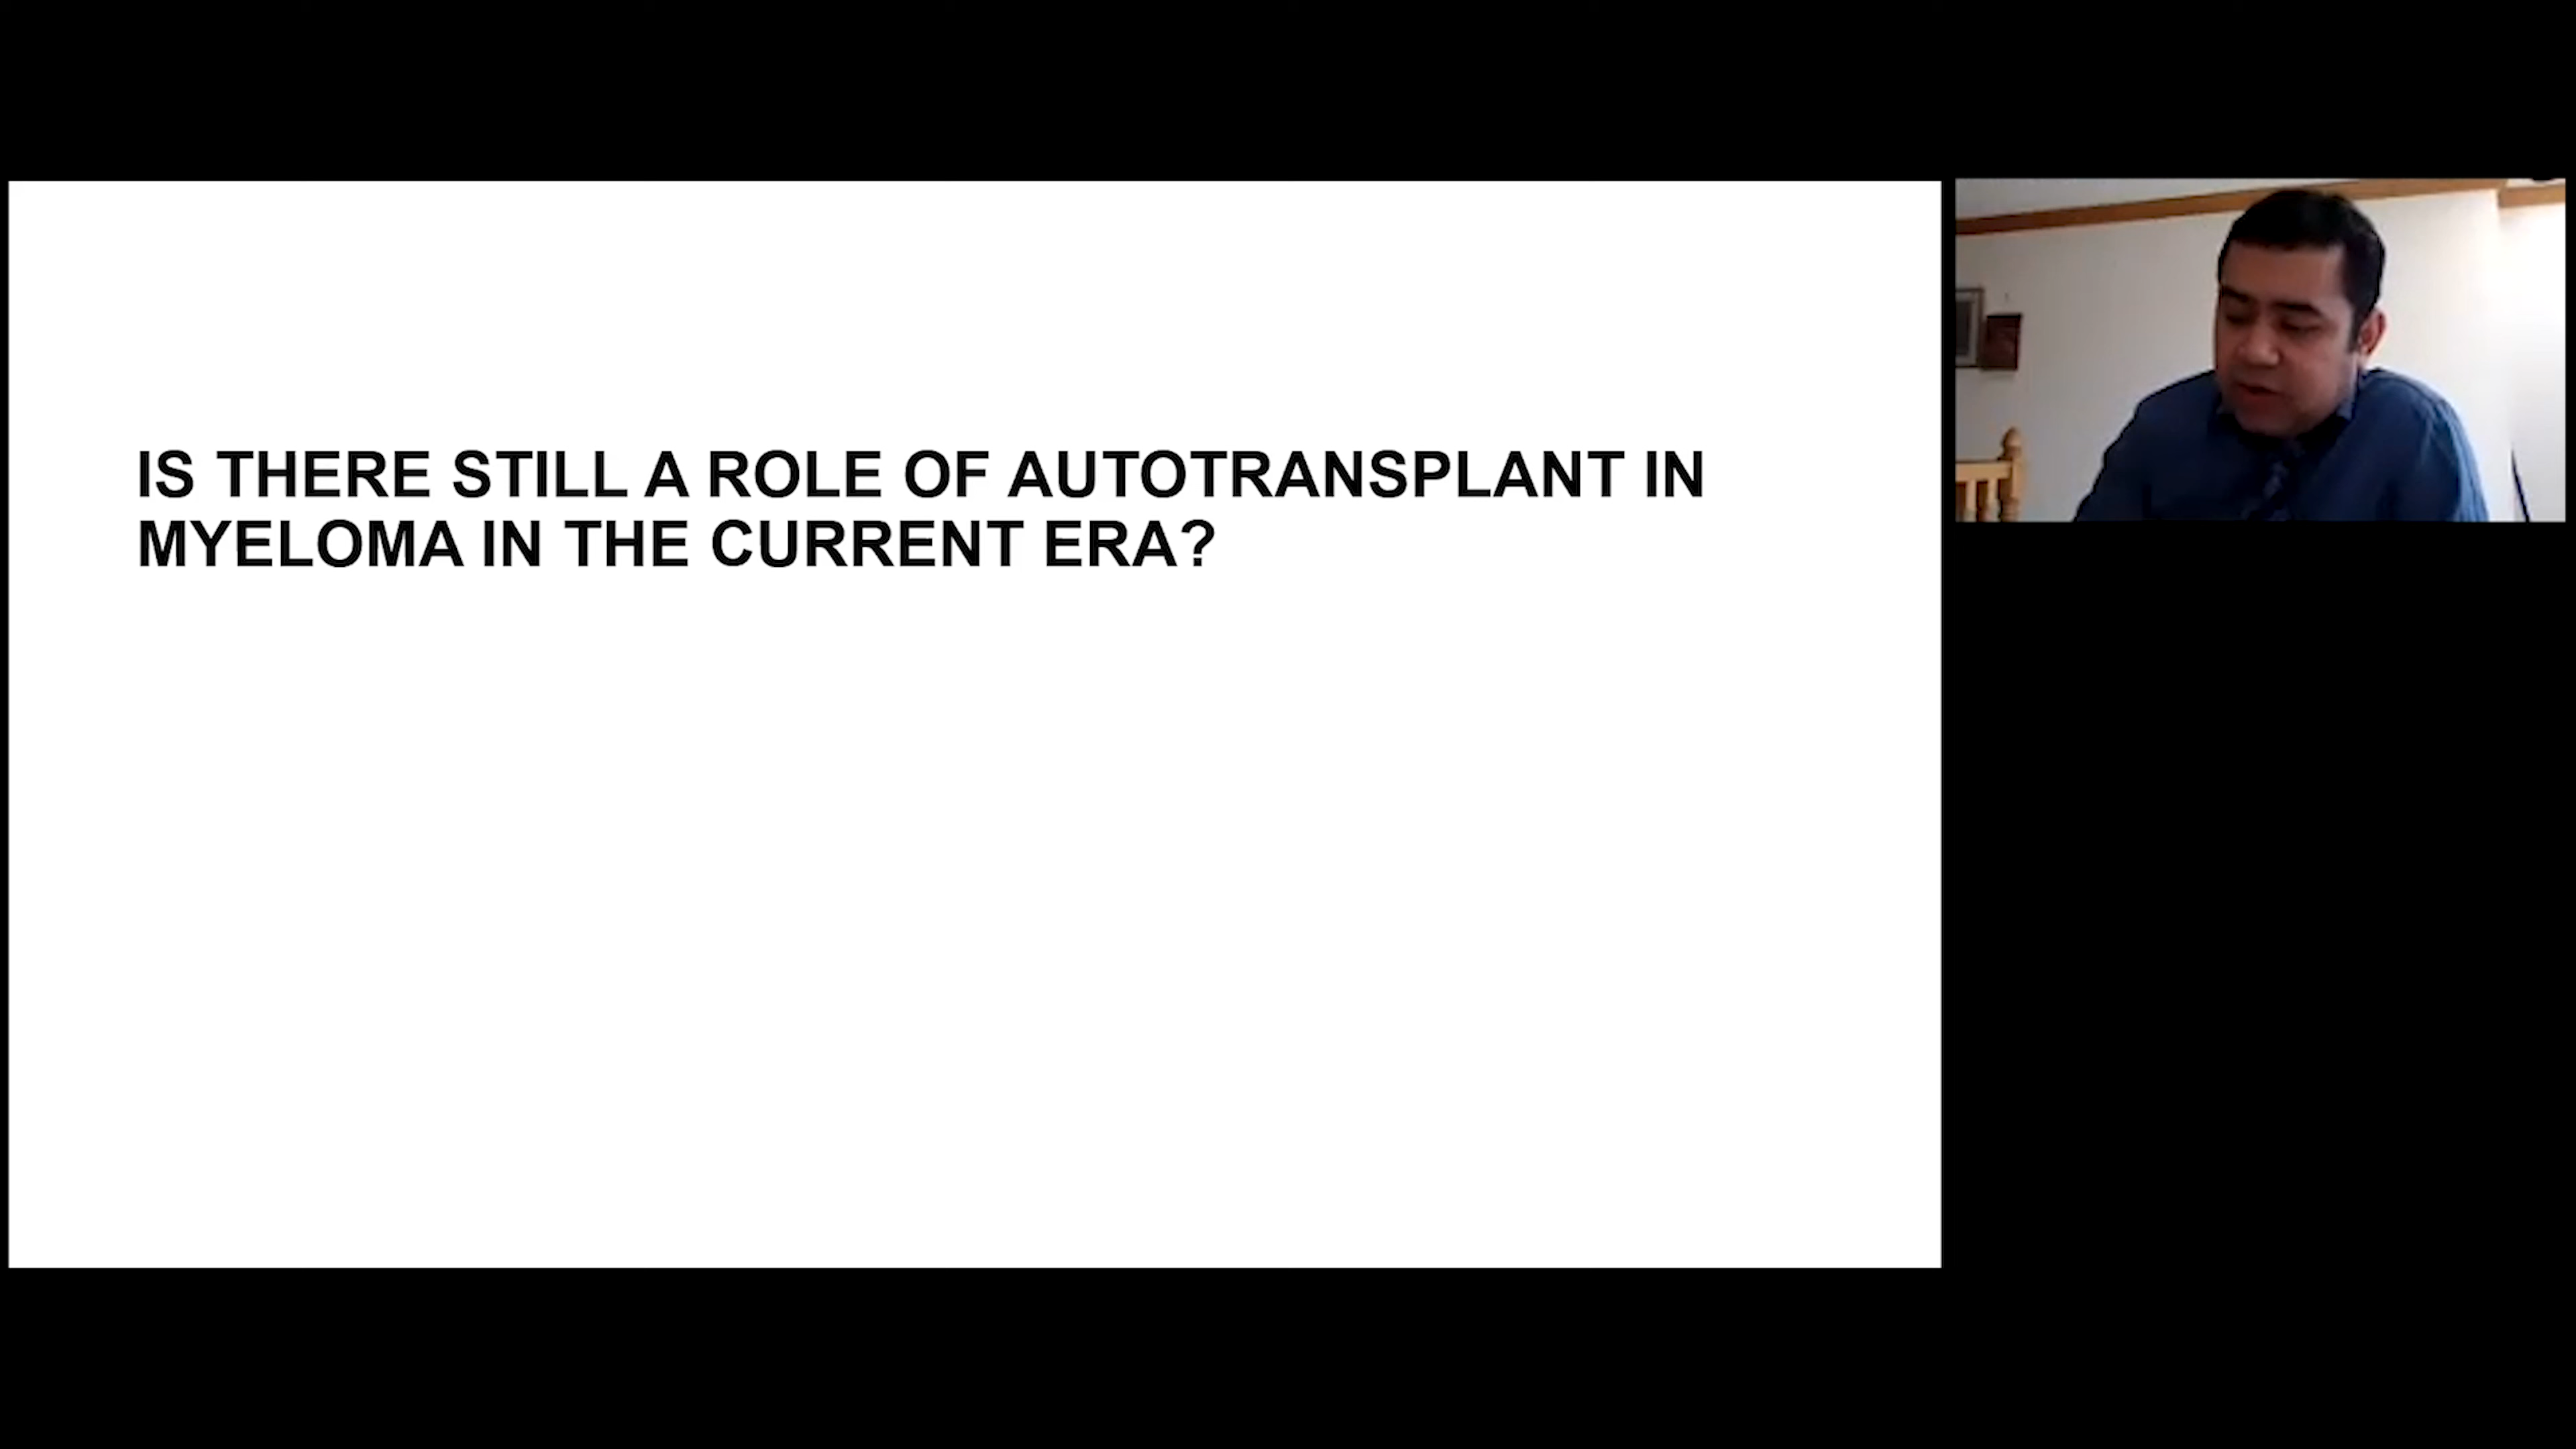 IS THERE STILL A ROLE OF AUTOTRANSPLANT IN
MYELOMA IN THE CURRENT ERA?